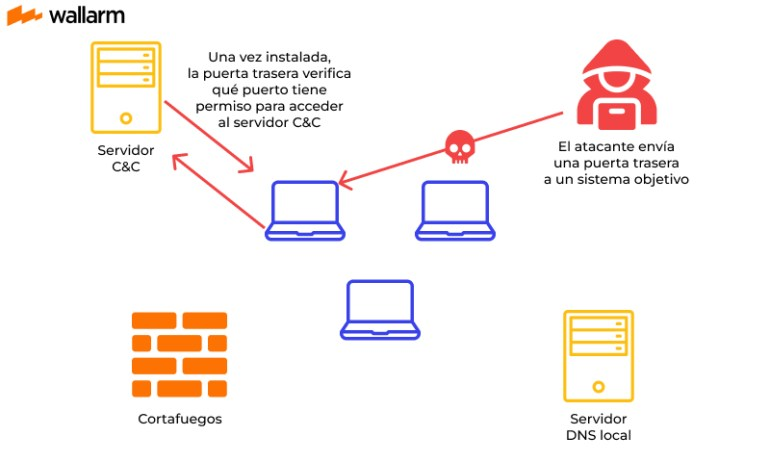 wallarm
Una vez instalada,
la puerta trasera verifica
qué puerto tiene
permiso para acceder
al servidor C&C
Servidor
C&C
El atacante envía
una puerta trasera
a un sistema objetivo
Cortafuegos
Servidor
DNS local